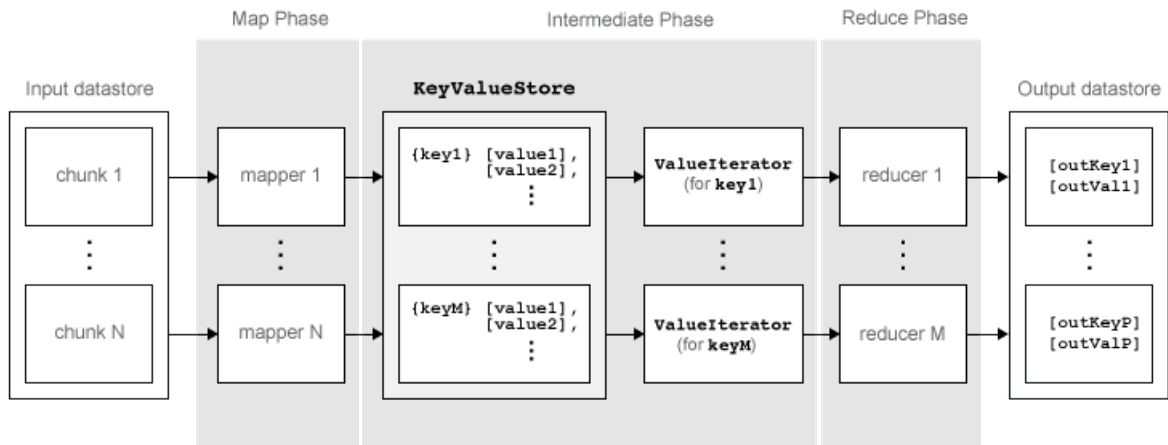 Map Phase
Intermediate Phase
Reduce Phase
Input datastore
KeyValueStore
Output datastore
chunk 1
mapper 1
{key1} [value1],
[value2],
ValueIterator
(for key1)
reducer 1
[outKey1]
[outVal1]
chunk N
mapper N
{keyM} [value1],
[value2],
ValueIterator
(for keyM)
reducer M
[outKeyP]
[outValP]